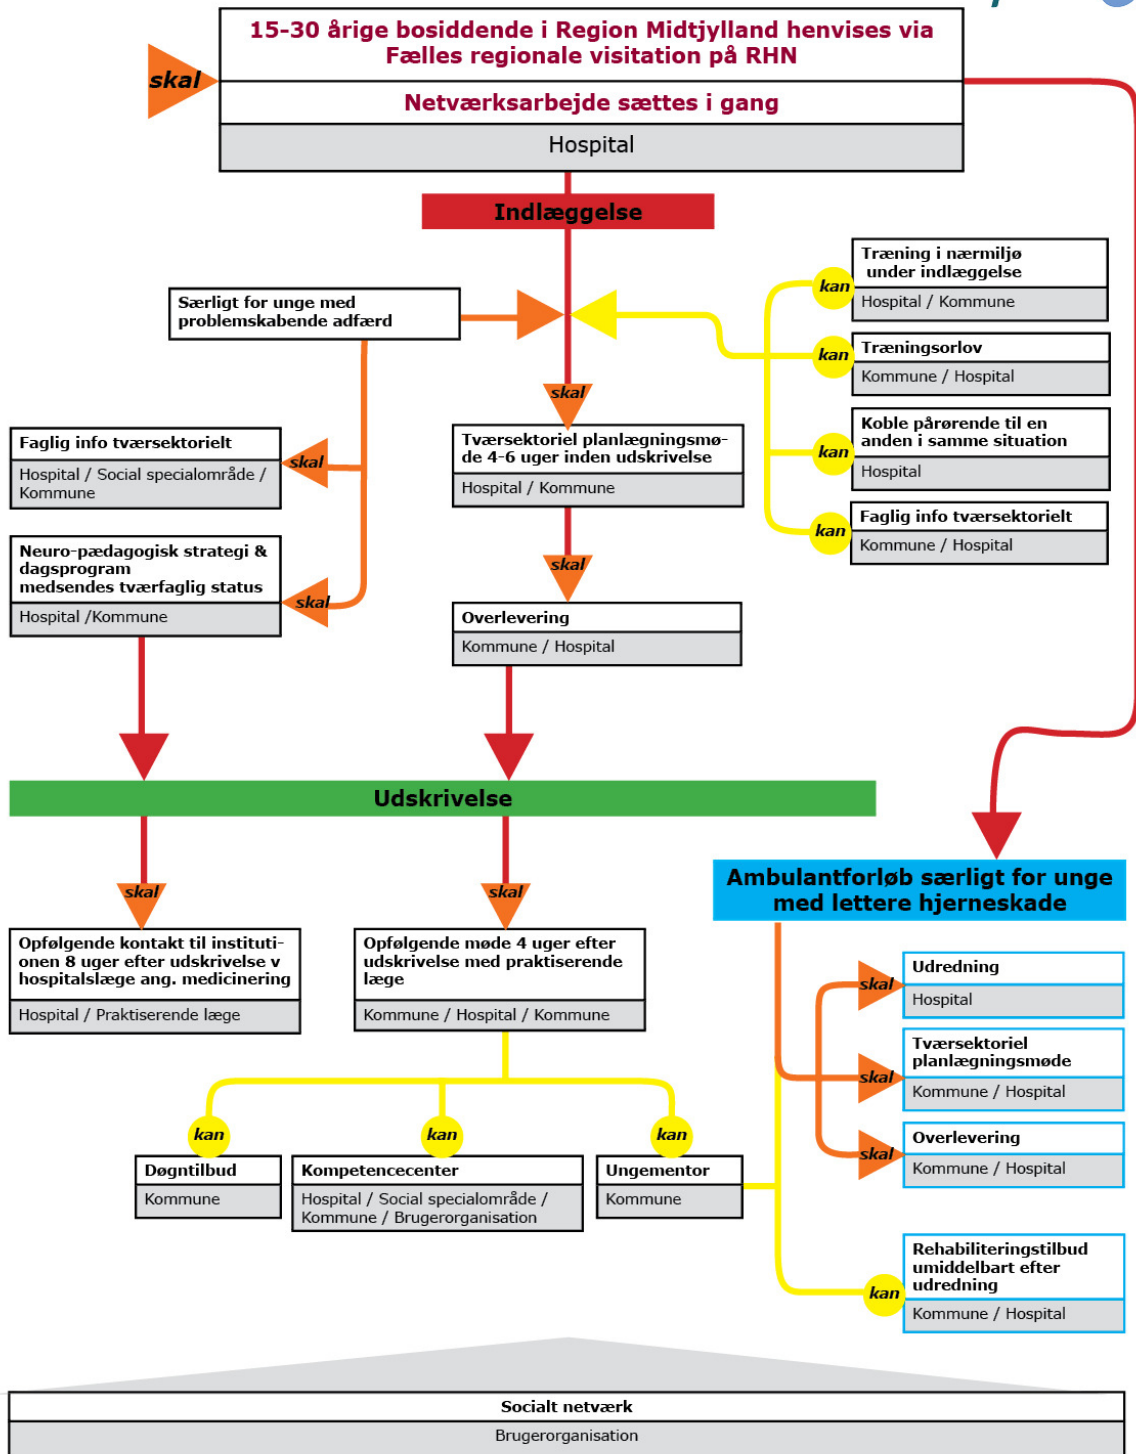 15-30 årige bosiddende i Region Midtjylland henvises via
Fælles regionale visitation på RHN
skal
Netværksarbejde sættes i gang
Hospital
Indlæggelse
Træning i nærmiljø
under indlæggelse
kan
Hospital / Kommune
Særligt for unge med
problemskabende adfærd
Træningsorlov
kan
Kommune / Hospital
skal
Koble pårørende til en
anden i samme situation
kan
Hospital
Faglig info tværsektorielt
skal
Hospital / Social specialområde /
Kommune
Tværsektoriel planlægningsmø-
de 4-6 uger inden udskrivelse
Hospital / Kommune
Faglig info tværsektorielt
kan
Kommune / Hospital
Neuro-pædagogisk strategi &
dagsprogram
medsendes tværfaglig status
skal
Hospital /Kommune
skal
Overlevering
Kommune / Hospital
Udskrivelse
skal
skal
Ambulantforløb særligt for unge
med lettere hjerneskade
Opfølgende kontakt til instituti-
onen 8 uger efter udskrivelse v
hospitalslæge ang. medicinering
Hospital / Praktiserende læge
Opfølgende møde 4 uger efter
udskrivelse med praktiserende
læge
Kommune / Hospital / Kommune
Udredning
skal
Hospital
Tværsektoriel
planlægningsmøde
skal
Kommune / Hospital
Overlevering
skal
Kommune / Hospital
kan
kan
kan
Døgntilbud
Kommune
Kompetencecenter
Hospital / Social specialområde /
Kommune / Brugerorganisation
Ungementor
Kommune
Rehabiliteringstilbud
umiddelbart efter
udredning
kan
Kommune / Hospital
Socialt netværk
Brugerorganisation